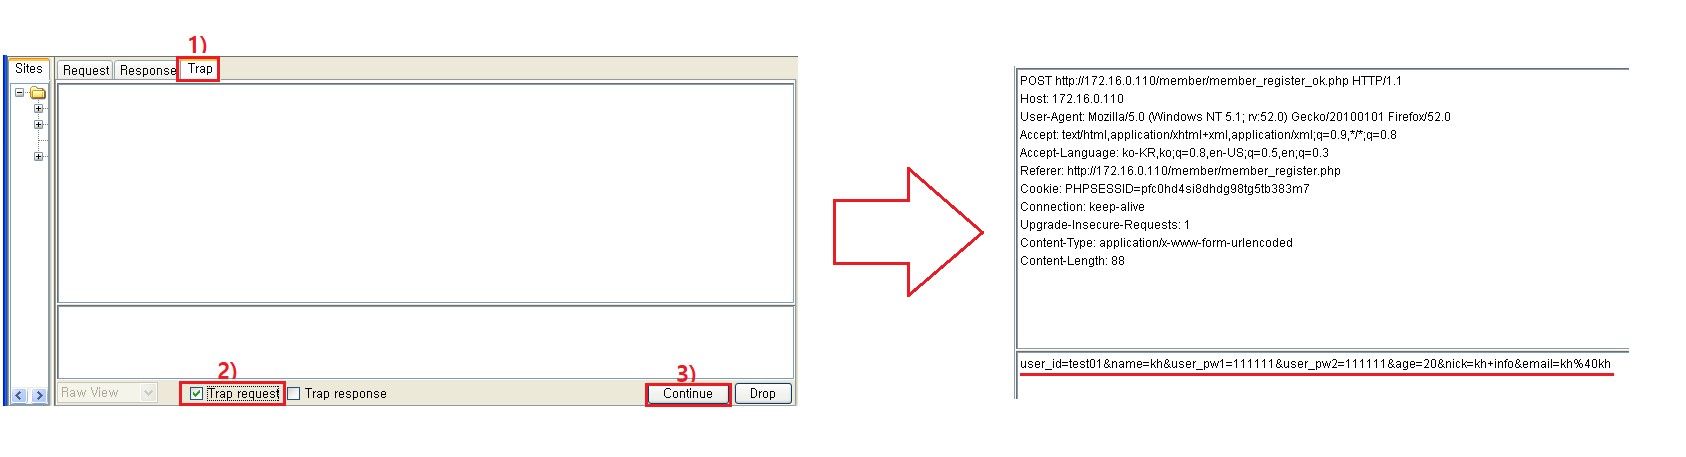 1)
Sites
Request Response Trap
2)
3)
Raw View Trap request Trap response Continue Drop
POST http://172.16.0.110/member/member_register_ok.php HTTP/1.1
Host: 172.16.0.110
User-Agent: Mozilla/5.0 (Windows NT 5.1; rv:52.0) Gecko/20100101 Firefox/52.0
Accept: text/html,application/xhtml+xml,application/xml;q=0.9,*/*;q=0.8
Accept-Language: ko-KR,ko;q=0.8,en-US;q=0.5,en;q=0.3
Referer: http://172.16.0.110/member/member_register.php
Cookie: PHPSESSID=pfc0hd4si8dhdg98tg5tb383m7
Connection: keep-alive
Upgrade-Insecure-Requests: 1
Content-Type: application/x-www-form-urlencoded
Content-Length: 88
user_id=test01&name=kh&user_pw1=111111&user_pw2=111111&age=20&nick=kh+info&email=kh%40kh